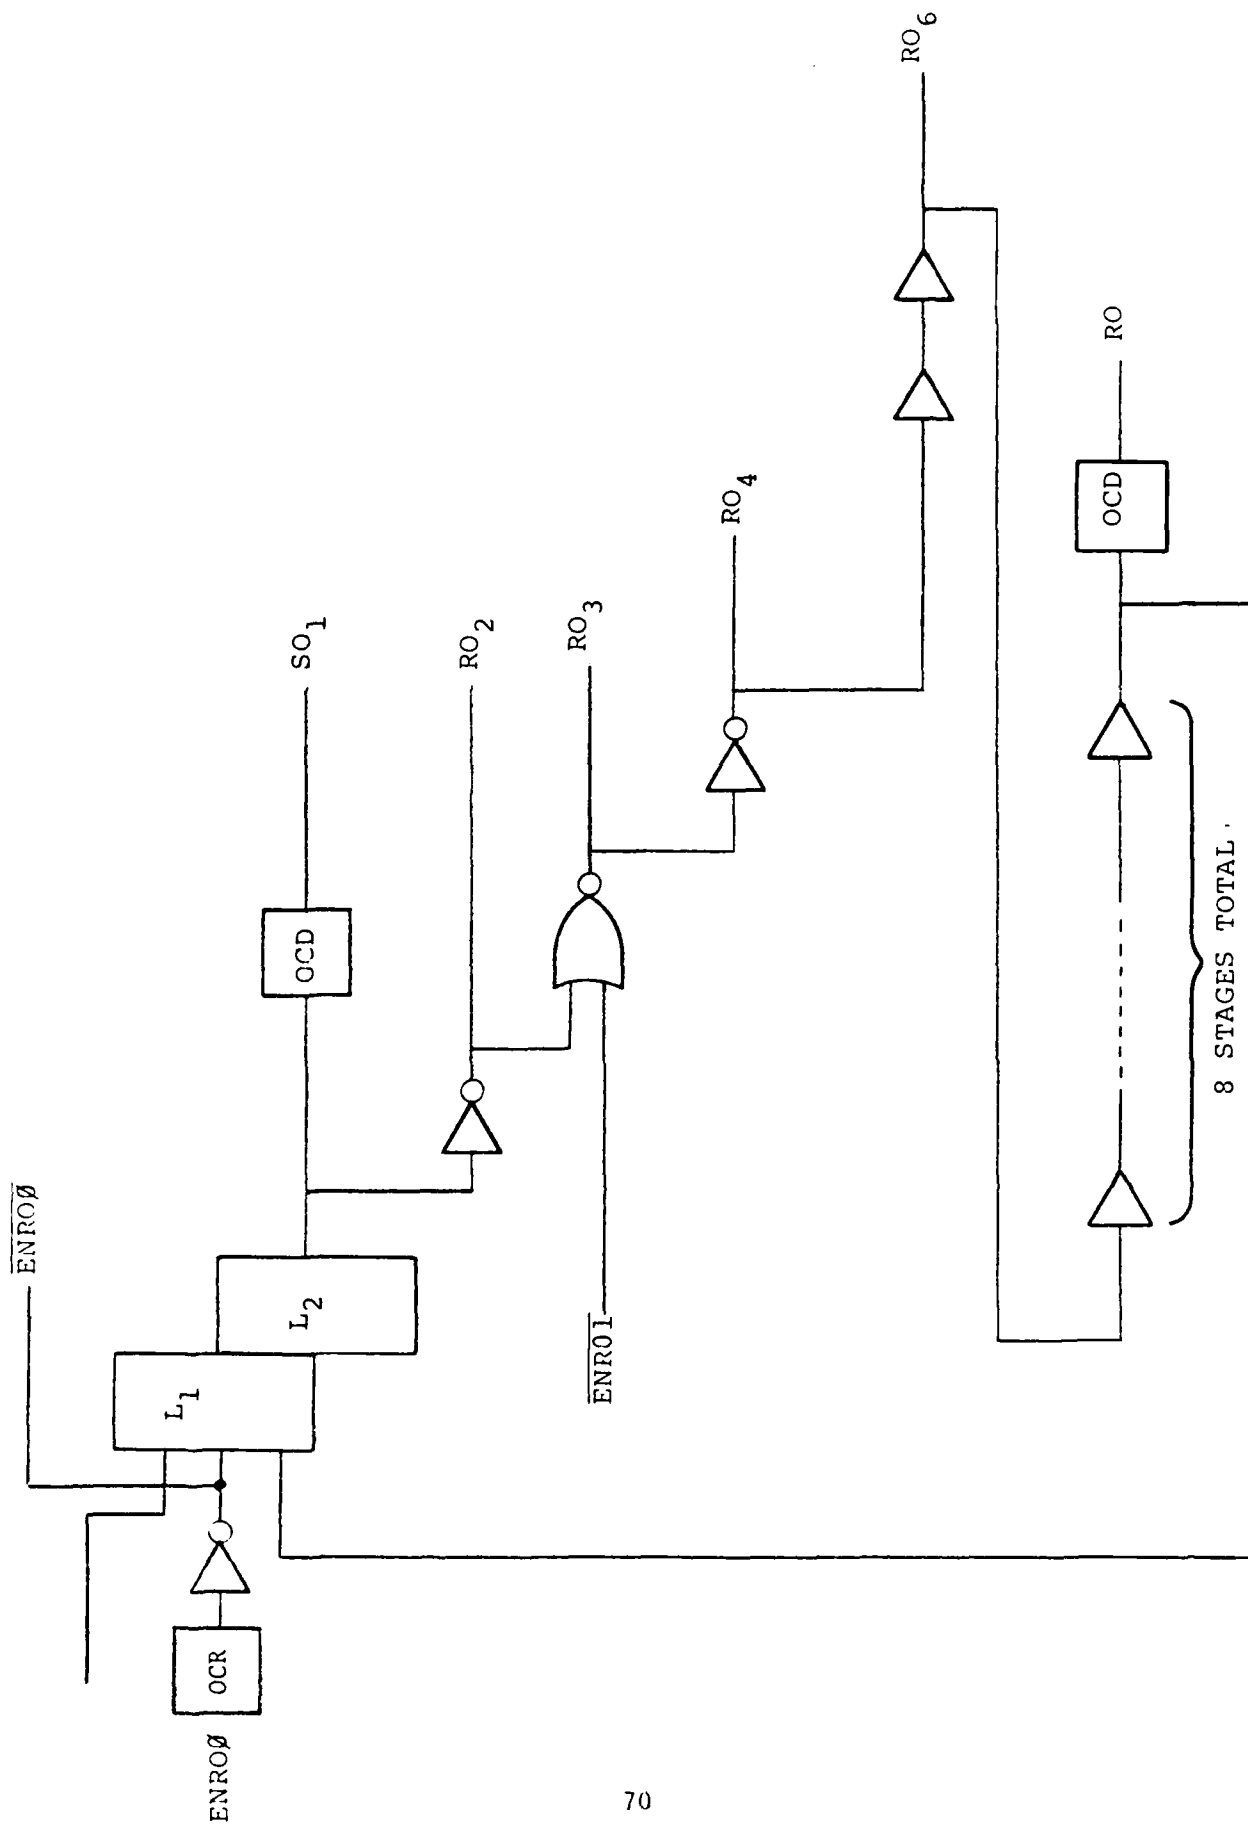 ENROØ
OCR
ENROØ
L1
L2
OCD
SO1
RO2
ENRO1
RO3
RO4
RO6
8 STAGES TOTAL
OCD
RO
70